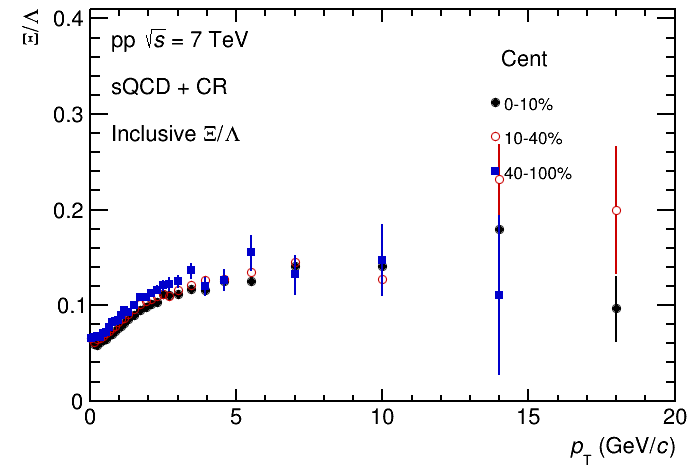 Ξ/Λ
0.4
pp √s = 7 TeV
Cent
sQCD + CR
0-10%
0.3
Inclusive Ξ/Λ
10-40%
40-100%
0.2
0.1
0
0 5 10 15 20
p_T (GeV/c)